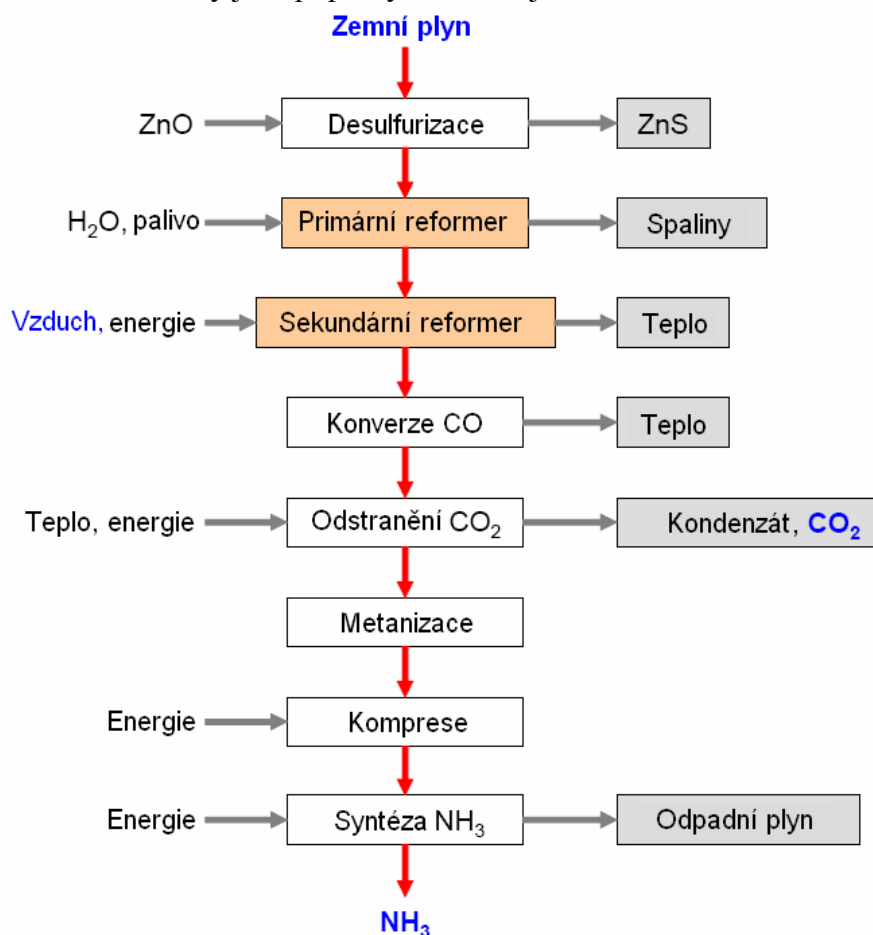 Zemní plyn
ZnO Desulfurizace ZnS
H₂O, palivo Primární reformer Spaliny
Vzduch, energie Sekundární reformer Teplo
Konverze CO Teplo
Teplo, energie Odstranění CO₂ Kondenzát, CO₂
Metanizace
Energie Komprese
Energie Syntéza NH₃ Odpadní plyn
NH₃